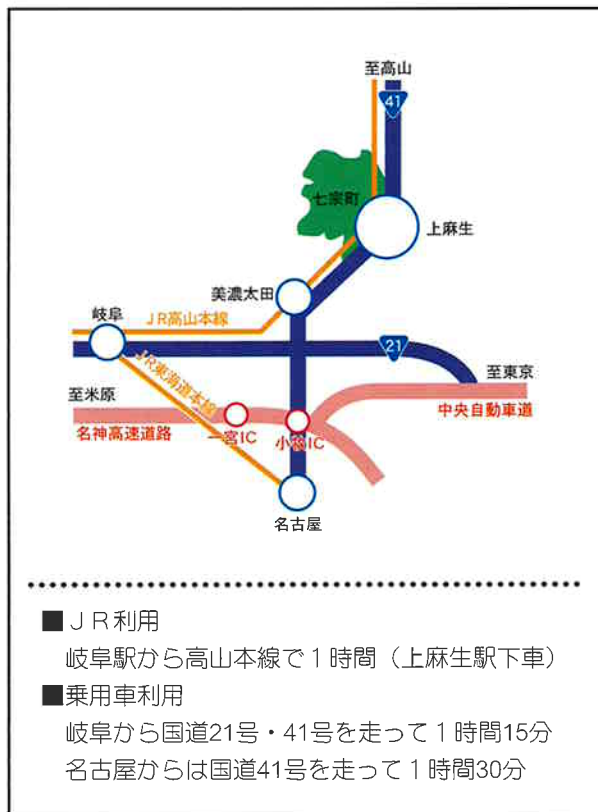 至高山
41
七宗町
上麻生
美濃太田
岐阜
JR高山本線
21
JR東海道本線
至東京
至米原
中央自動車道
名神高速道路
一宮IC
小牧IC
名古屋
■ＪＲ利用
岐阜駅から高山本線で１時間（上麻生駅下車）
■乗用車利用
岐阜から国道21号・41号を走って１時間15分
名古屋からは国道41号を走って１時間30分